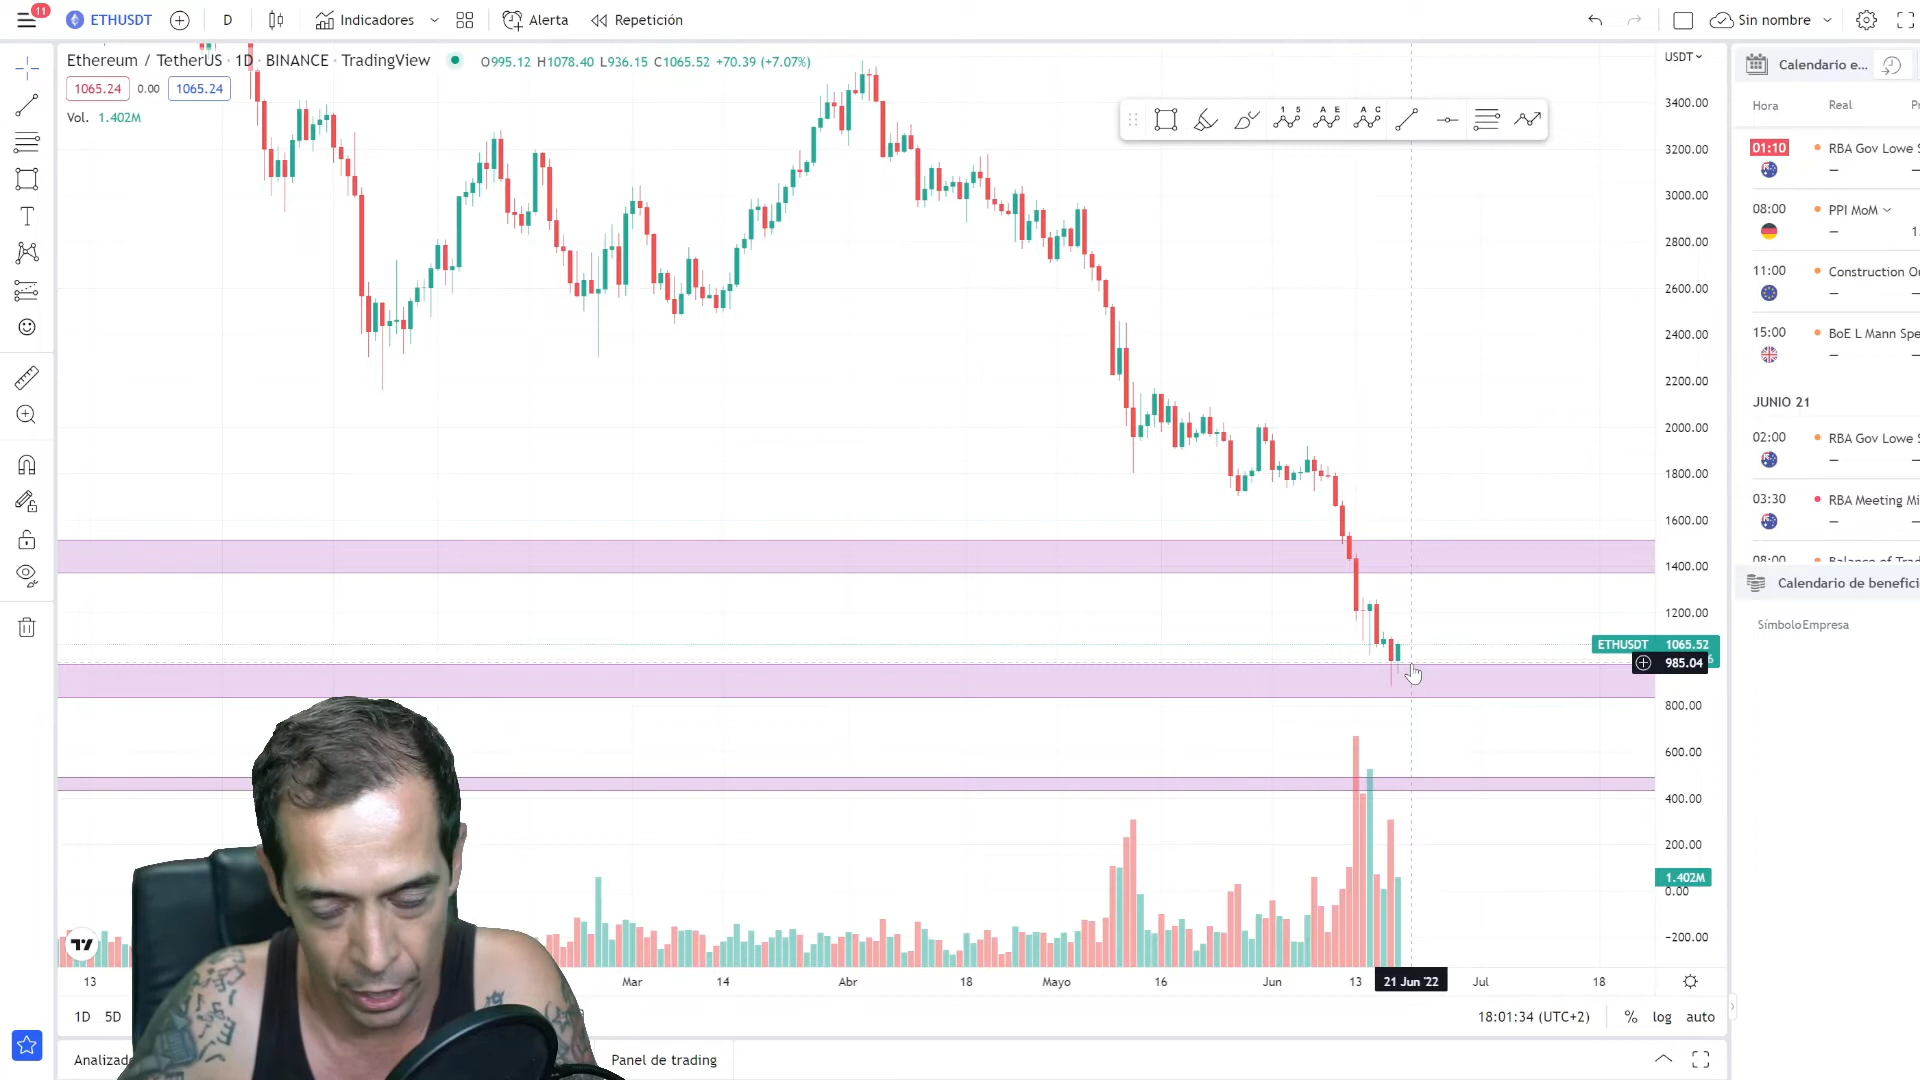 11
ETHUSDT
D
Indicadores
Alerta
Repetición
Sin nombre
Ethereum / TetherUS · 1D · BINANCE · TradingView
O995.12 H1078.40 L936.15 C1065.52 +70.39 (+7.07%)
1065.24 0.00 1065.24
Vol. 1.402M
USDT
3400.00
3200.00
3000.00
2800.00
2600.00
2400.00
2200.00
2000.00
1800.00
1600.00
1400.00
1200.00
ETHUSDT 1065.52
985.04
800.00
600.00
400.00
200.00
1.402M
0.00
−200.00
13
Mar
14
Abr
18
Mayo
16
Jun
13
21 Jun '22
Jul
18
1D 5D
18:01:34 (UTC+2)
% log auto
Panel de trading
Calendario e...
Hora Real
01:10 RBA Gov Lowe S
08:00 PPI MoM
11:00 Construction Ou
15:00 BoE L Mann Spe
JUNIO 21
02:00 RBA Gov Lowe S
03:30 RBA Meeting Mi
Calendario de benefici
SímboloEmpresa